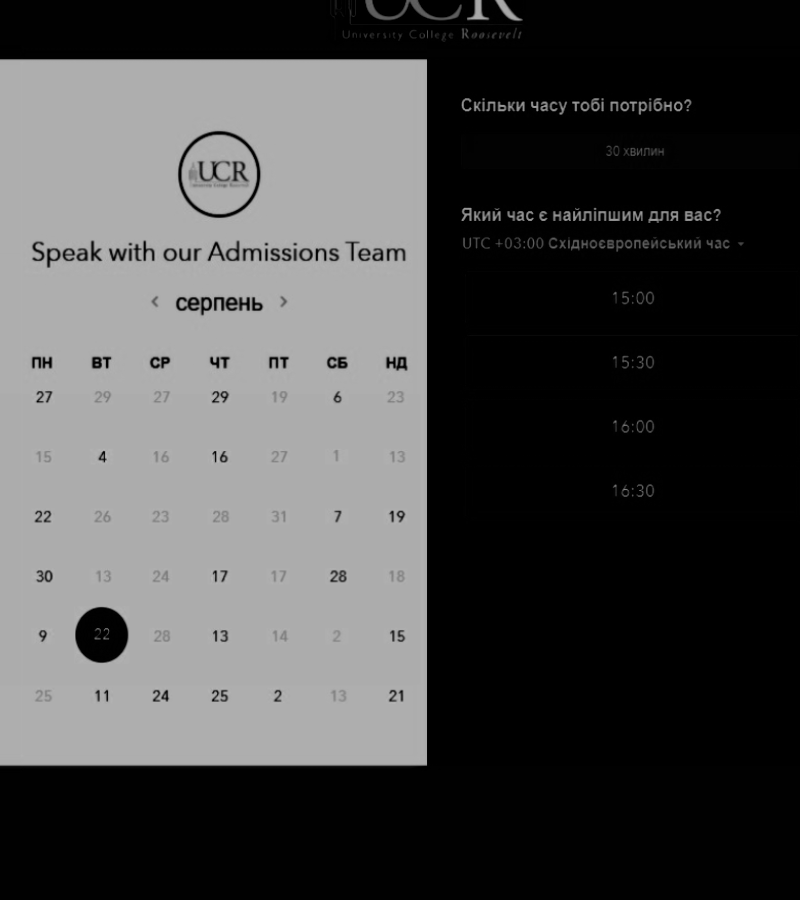 UCR
University College Roosevelt
UCR
Speak with our Admissions Team
< серпень >
ПН ВТ СР ЧТ ПТ СБ НД
27 29 27 29 19 6 23
15 4 16 16 27 1 13
22 26 23 28 31 7 19
30 13 24 17 17 28 18
9 22 28 13 14 2 15
25 11 24 25 2 13 21
Скільки часу тобі потрібно?
30 хвилин
Який час є найліпшим для вас?
UTC +03:00 Східноєвропейський час
15:00
15:30
16:00
16:30